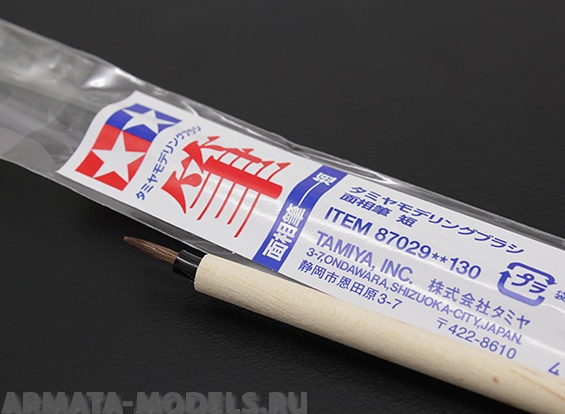 タミヤモデリングブラシ
筆
面相筆 短
タミヤモデリングブラシ
面相筆 短
ITEM 87029**130
TAMIYA, INC. 株式会社タミヤ
3-7,ONDAWARA,SHIZUOKA-CITY,JAPAN.
静岡市恩田原3-7
〒422-8610
プラ
袋
4
ARMATA-MODELS.RU